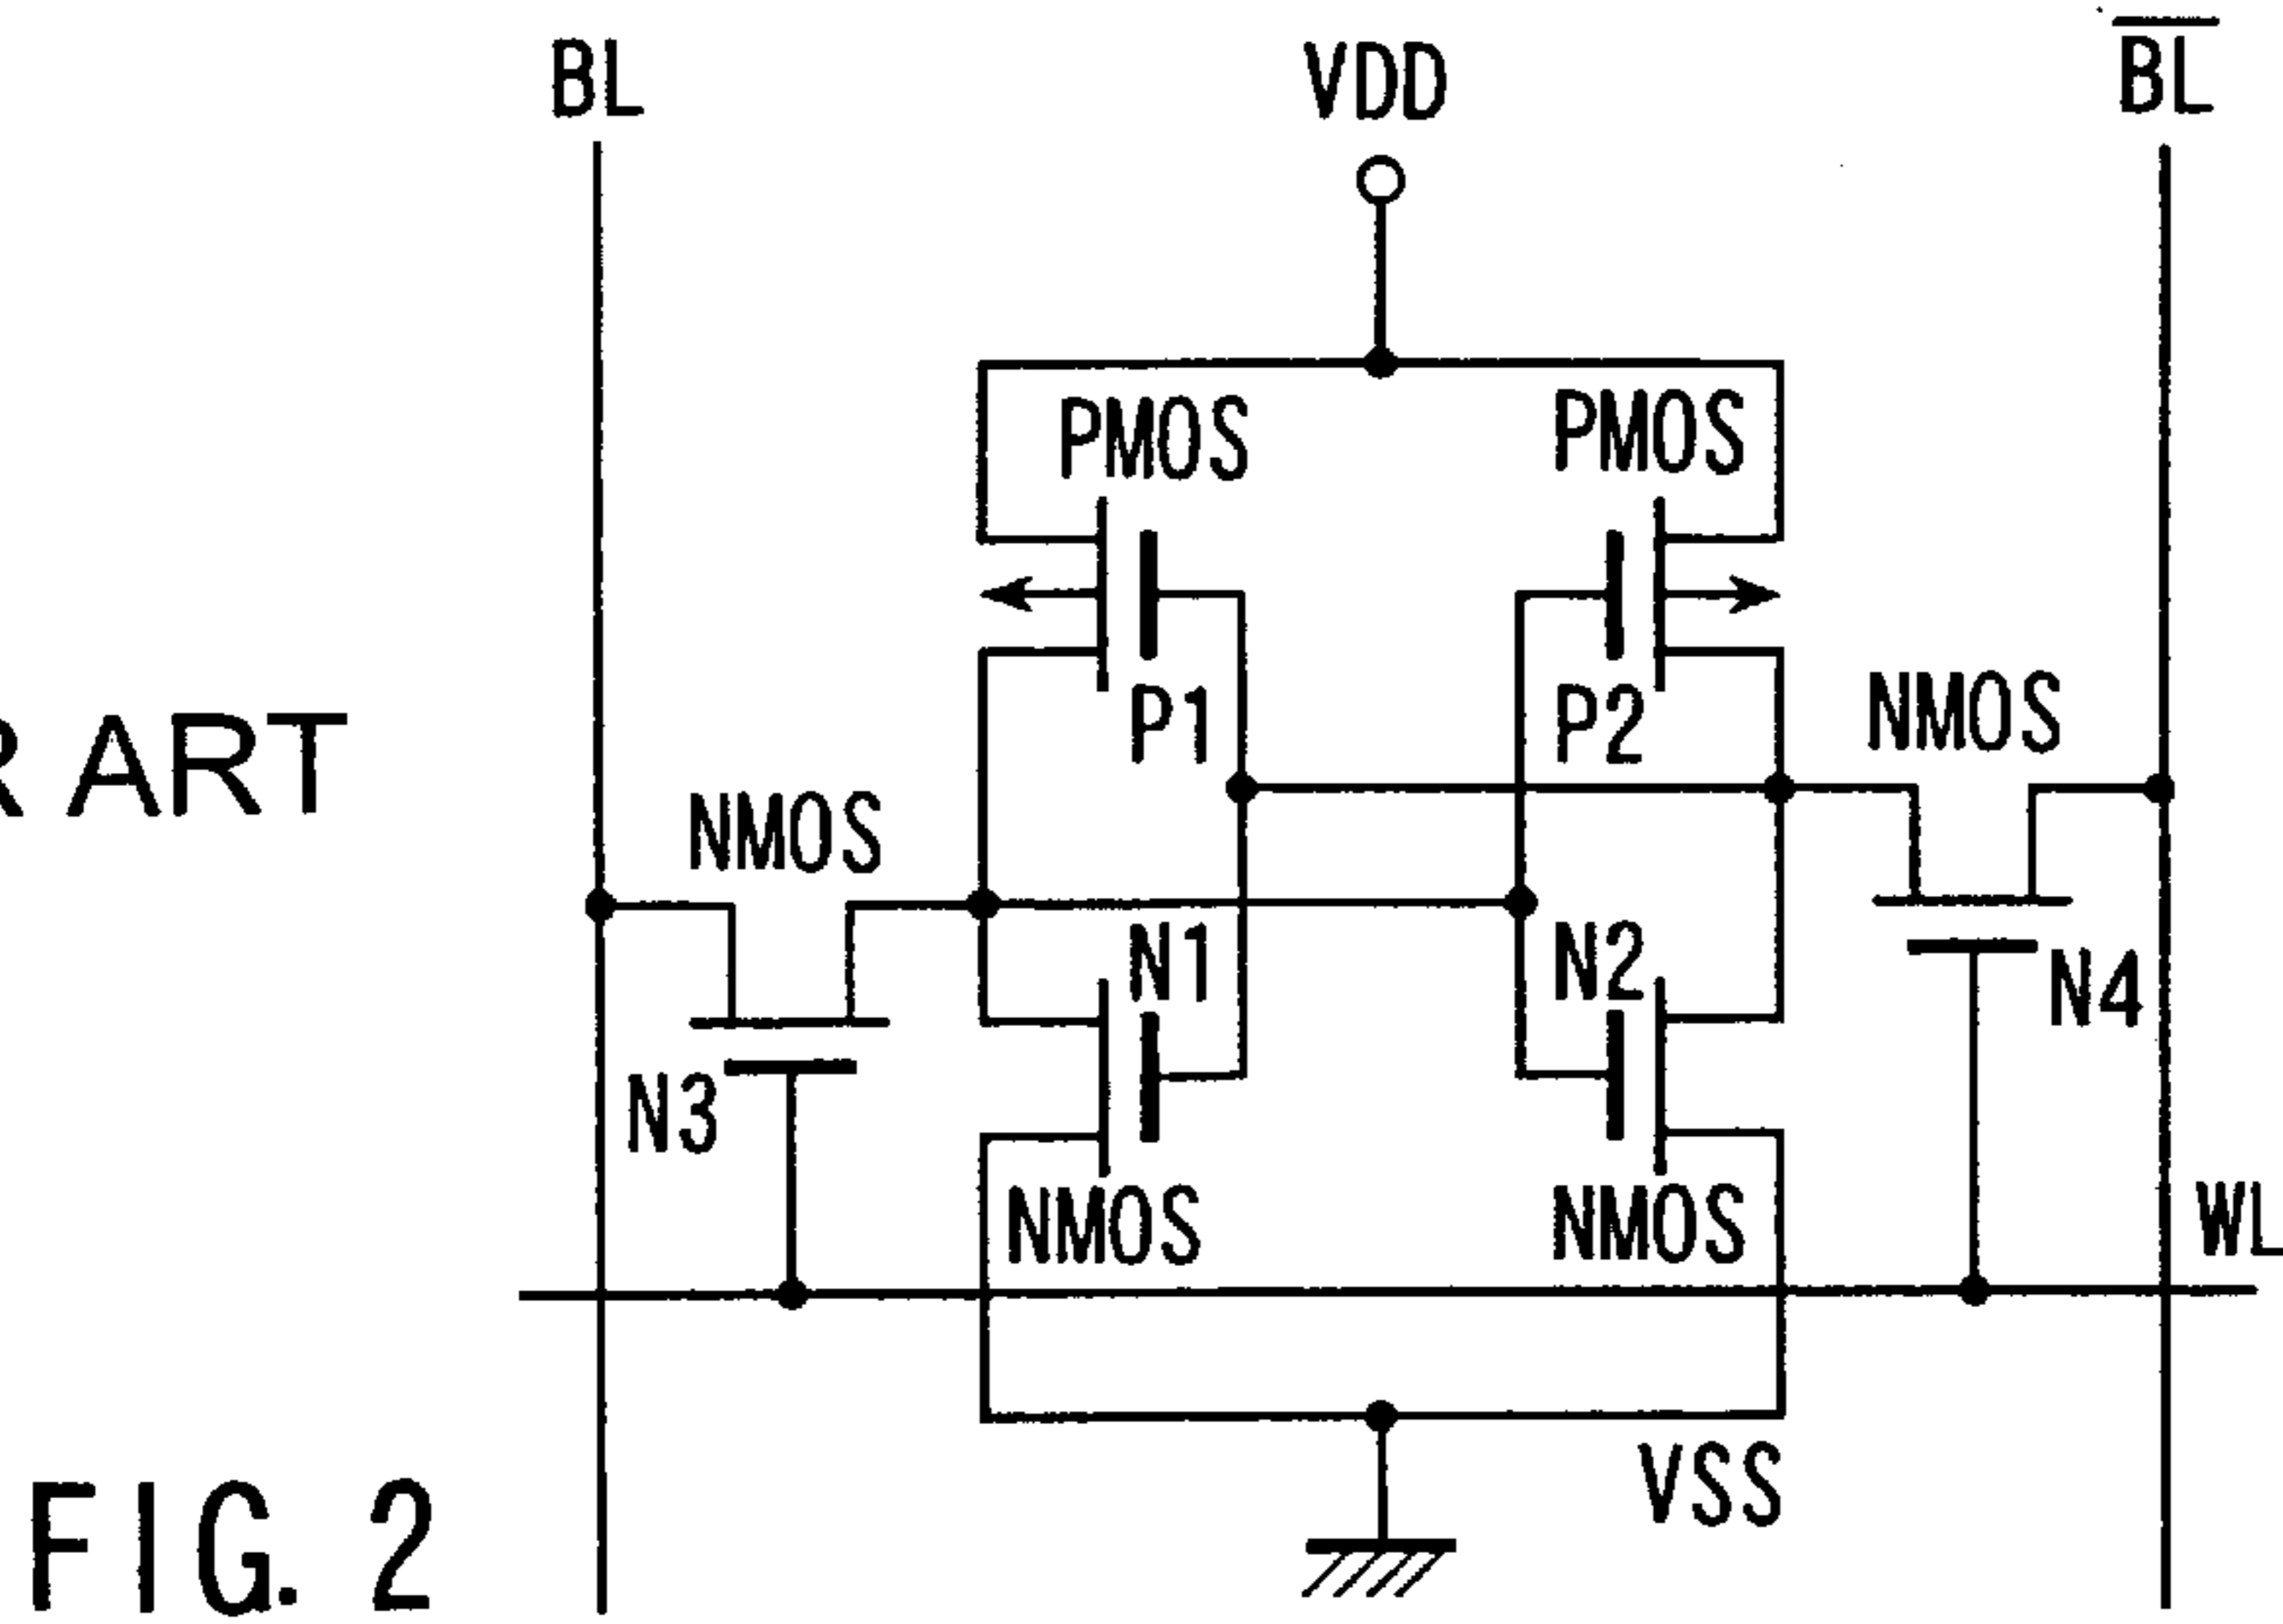 BL
VDD
BL
PMOS
PMOS
P1
P2
NMOS
ART
NMOS
N1
N2
N4
N3
NMOS
NMOS
WL
VSS
FIG. 2